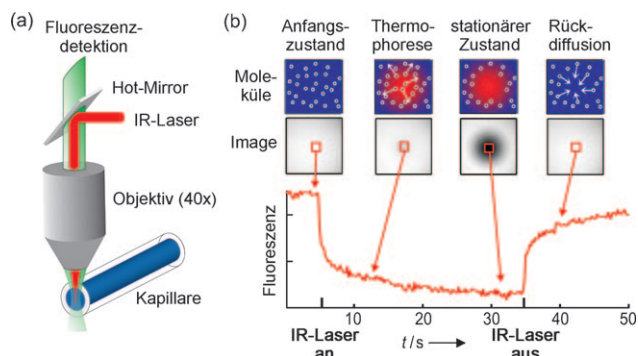 (a)
Fluoreszenz-
detektion
Hot-Mirror
IR-Laser
Objektiv (40x)
Kapillare
(b)
Anfangs-
zustand
Thermo-
phorese
stationärer
Zustand
Rück-
diffusion
Mole-
küle
Image
Fluoreszenz
10 20 30 40 50
IR-Laser
an
t/s
IR-Laser
aus